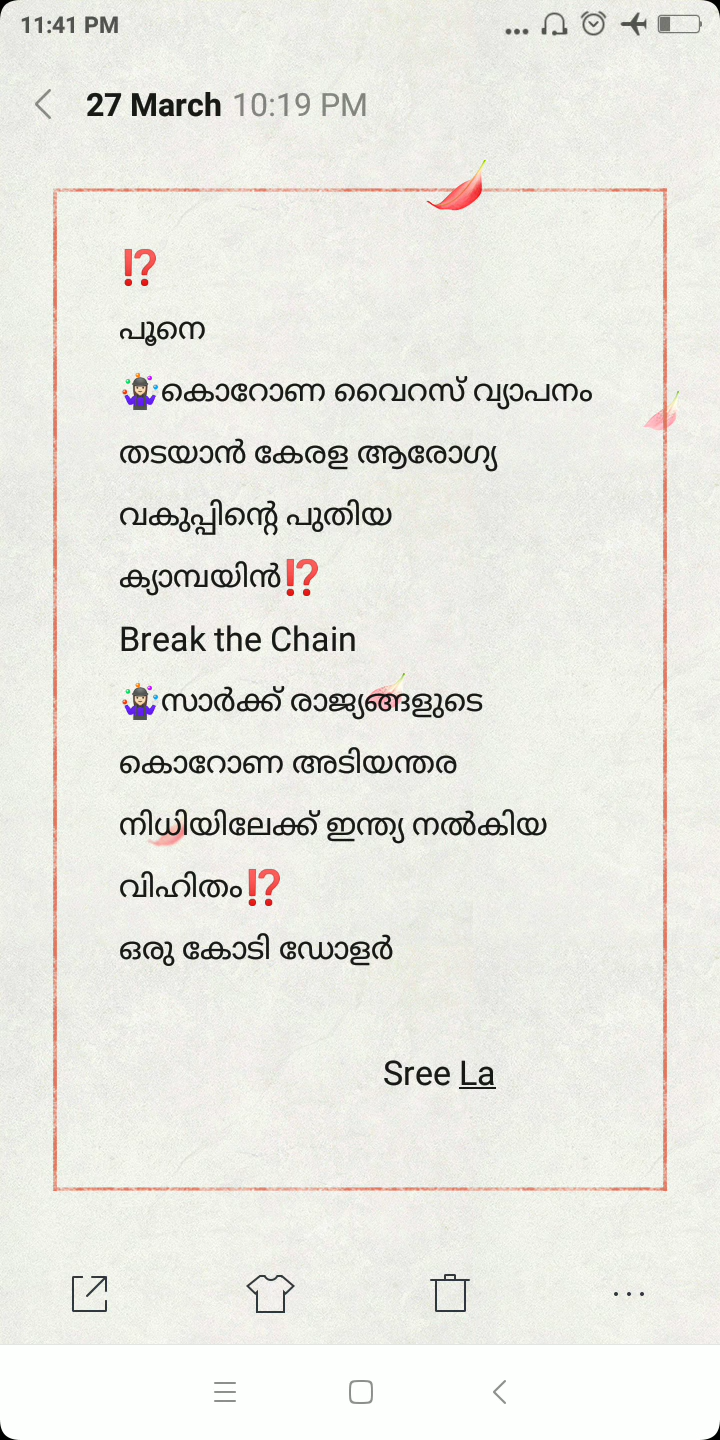 11:41 PM
27 March 10:19 PM
⁉️
പൂനെ
🤹🏻‍♀️കൊറോണ വൈറസ് വ്യാപനം
തടയാൻ കേരള ആരോഗ്യ
വകുപ്പിന്റെ പുതിയ
ക്യാമ്പയിൻ⁉️
Break the Chain
🤹🏻‍♀️സാർക്ക് രാജ്യങ്ങളുടെ
കൊറോണ അടിയന്തര
നിധിയിലേക്ക് ഇന്ത്യ നൽകിയ
വിഹിതം⁉️
ഒരു കോടി ഡോളർ
Sree La